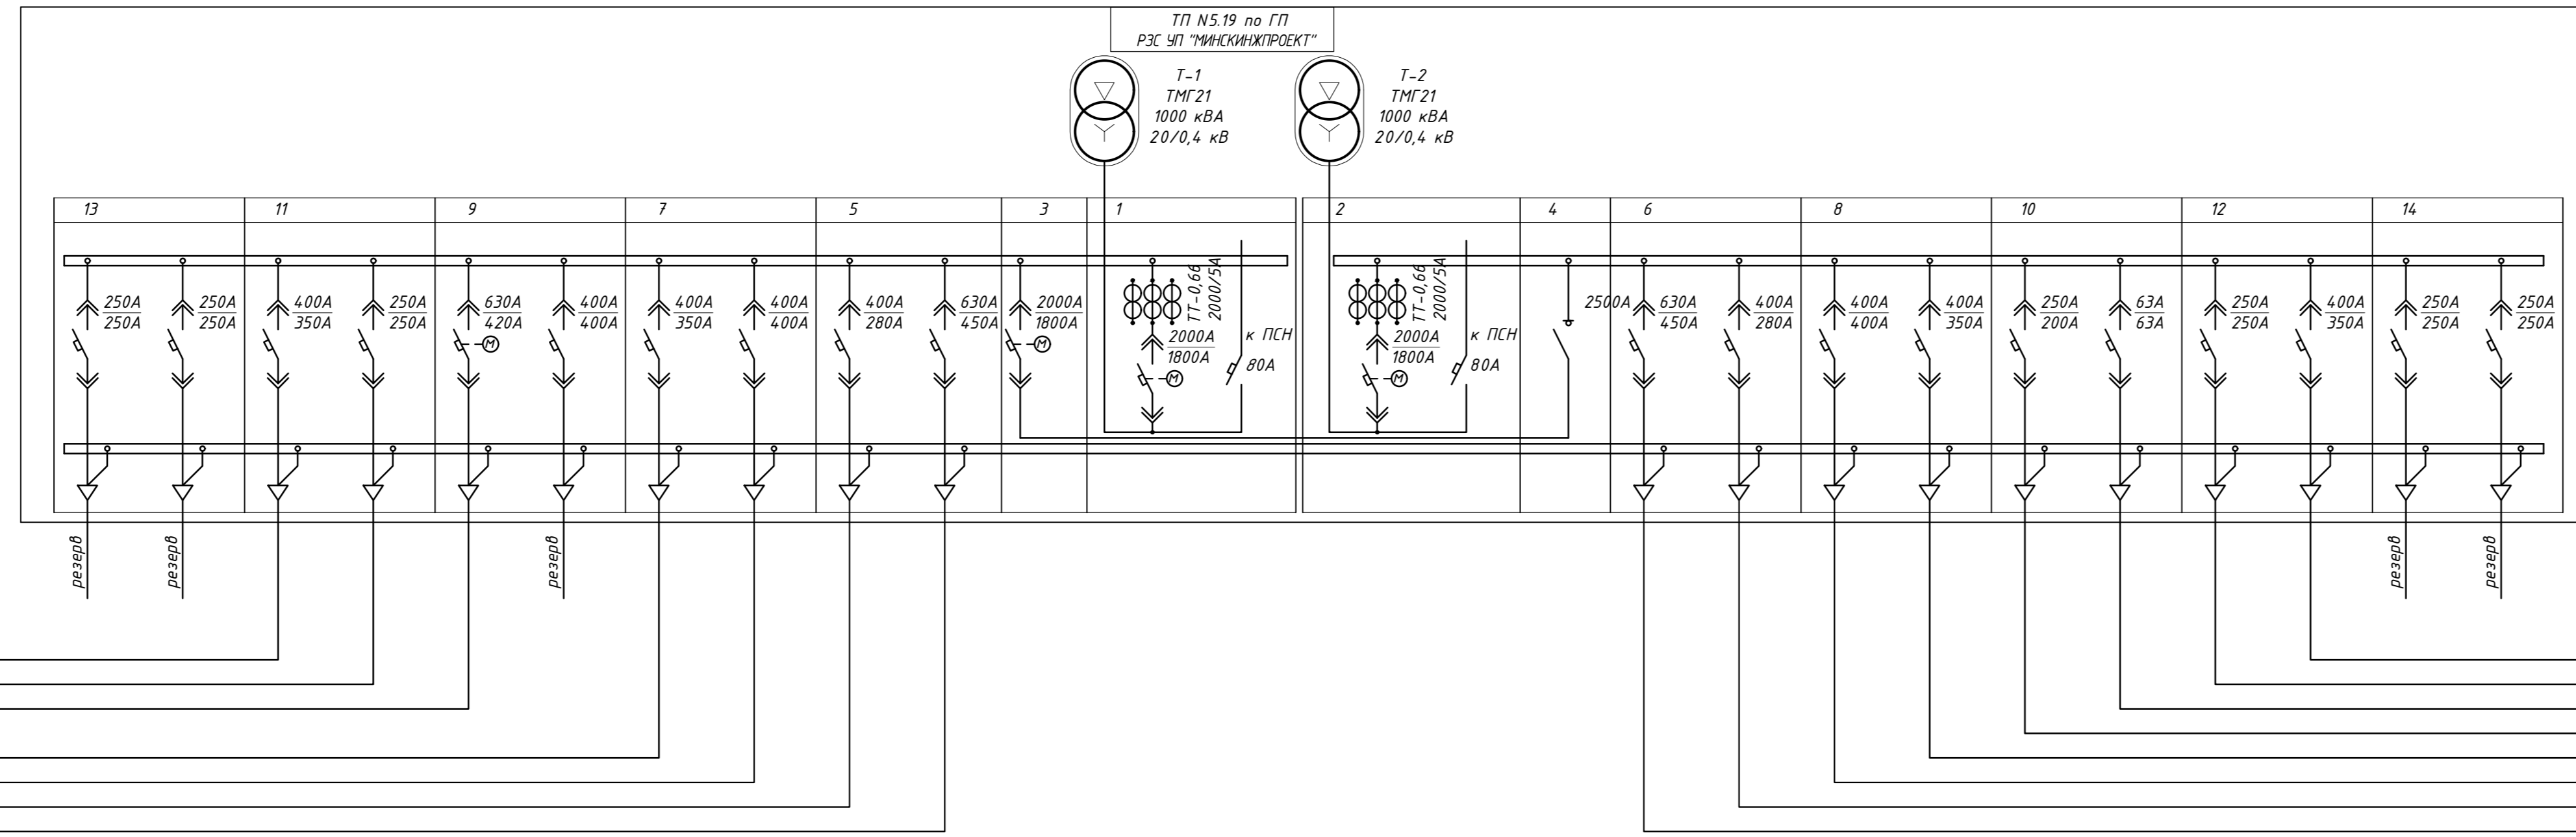 ТП N5.19 по ГП
РЗС УП "МИНСКИНЖПРОЕКТ"
Т-1
ТМГ21
1000 кВА
20/0,4 кВ
Т-2
ТМГ21
1000 кВА
20/0,4 кВ
13
11
9
7
5
3
1
2
4
6
8
10
12
14
250А
250А
250А
250А
400А
350А
250А
250А
630А
420А
М
400А
400А
400А
350А
400А
400А
400А
280А
630А
450А
2000А
1800А
М
ТТ-0,66
2000/5А
2000А
1800А
М
к ПСН
80А
ТТ-0,66
2000/5А
2000А
1800А
М
к ПСН
80А
2500А
630А
450А
400А
280А
400А
400А
400А
350А
250А
200А
63А
63А
250А
250А
400А
350А
250А
250А
250А
250А
резерв
резерв
резерв
резерв
резерв